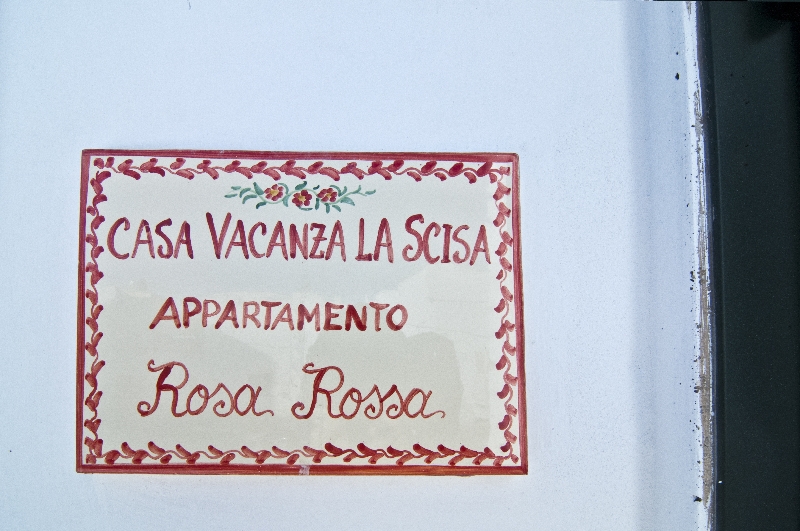 CASA VACANZA LA SCISA
APPARTAMENTO
Rosa Rossa